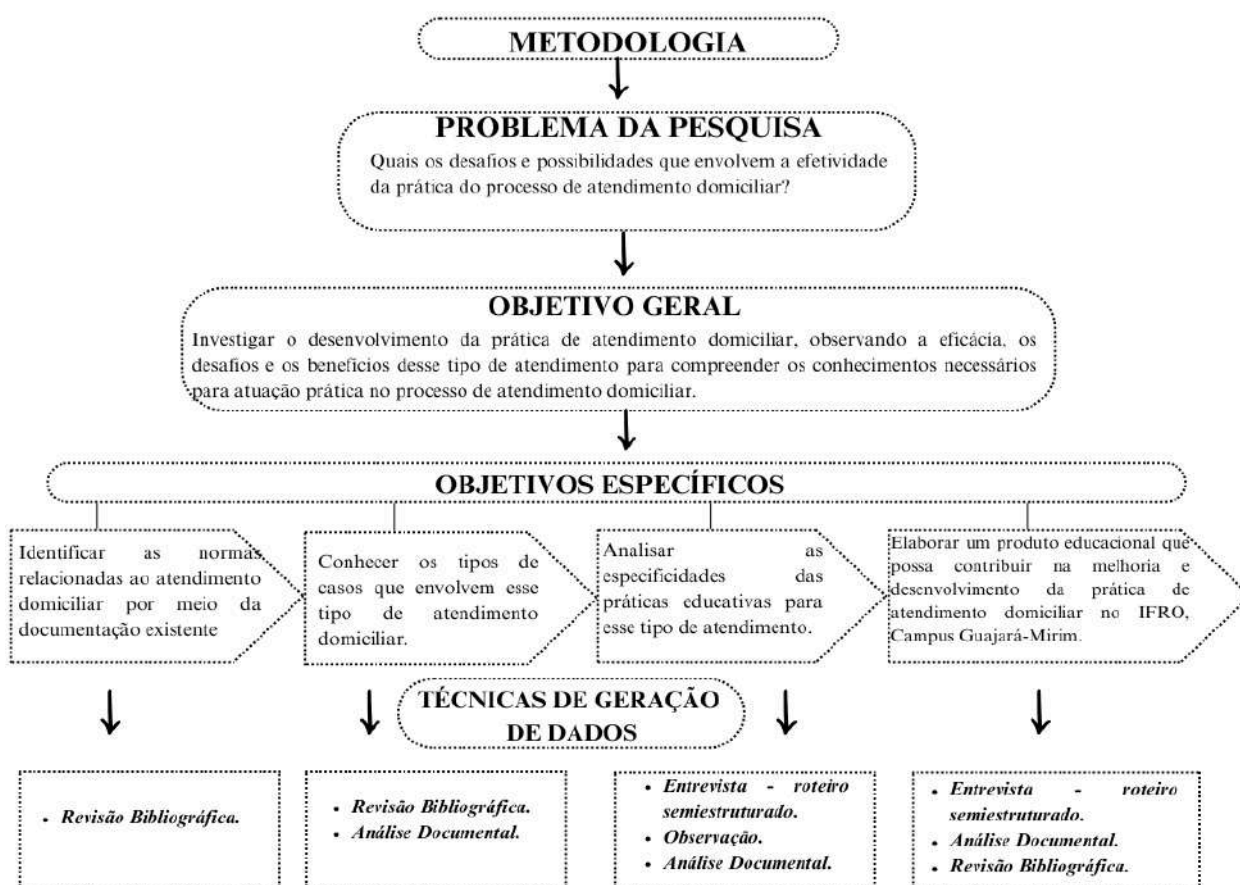 METODOLOGIA
PROBLEMA DA PESQUISA
Quais os desafios e possibilidades que envolvem a efetividade
da prática do processo de atendimento domiciliar?
OBJETIVO GERAL
Investigar o desenvolvimento da prática de atendimento domiciliar, observando a eficácia, os
desafios e os benefícios desse tipo de atendimento para compreender os conhecimentos necessários
para atuação prática no processo de atendimento domiciliar.
OBJETIVOS ESPECÍFICOS
Identificar as normas
relacionadas ao atendimento
domiciliar por meio da
documentação existente
Conhecer os tipos de
casos que envolvem esse
tipo de atendimento
domiciliar.
Analisar as
especificidades das
práticas educativas para
esse tipo de atendimento.
Elaborar um produto educacional que
possa contribuir na melhoria e
desenvolvimento da prática de
atendimento domiciliar no IFRO,
Campus Guajará-Mirim.
TÉCNICAS DE GERAÇÃO
DE DADOS
• Revisão Bibliográfica.
• Revisão Bibliográfica.
• Análise Documental.
• Entrevista - roteiro
semiestruturado.
• Observação.
• Análise Documental.
• Entrevista - roteiro
semiestruturado.
• Análise Documental.
• Revisão Bibliográfica.